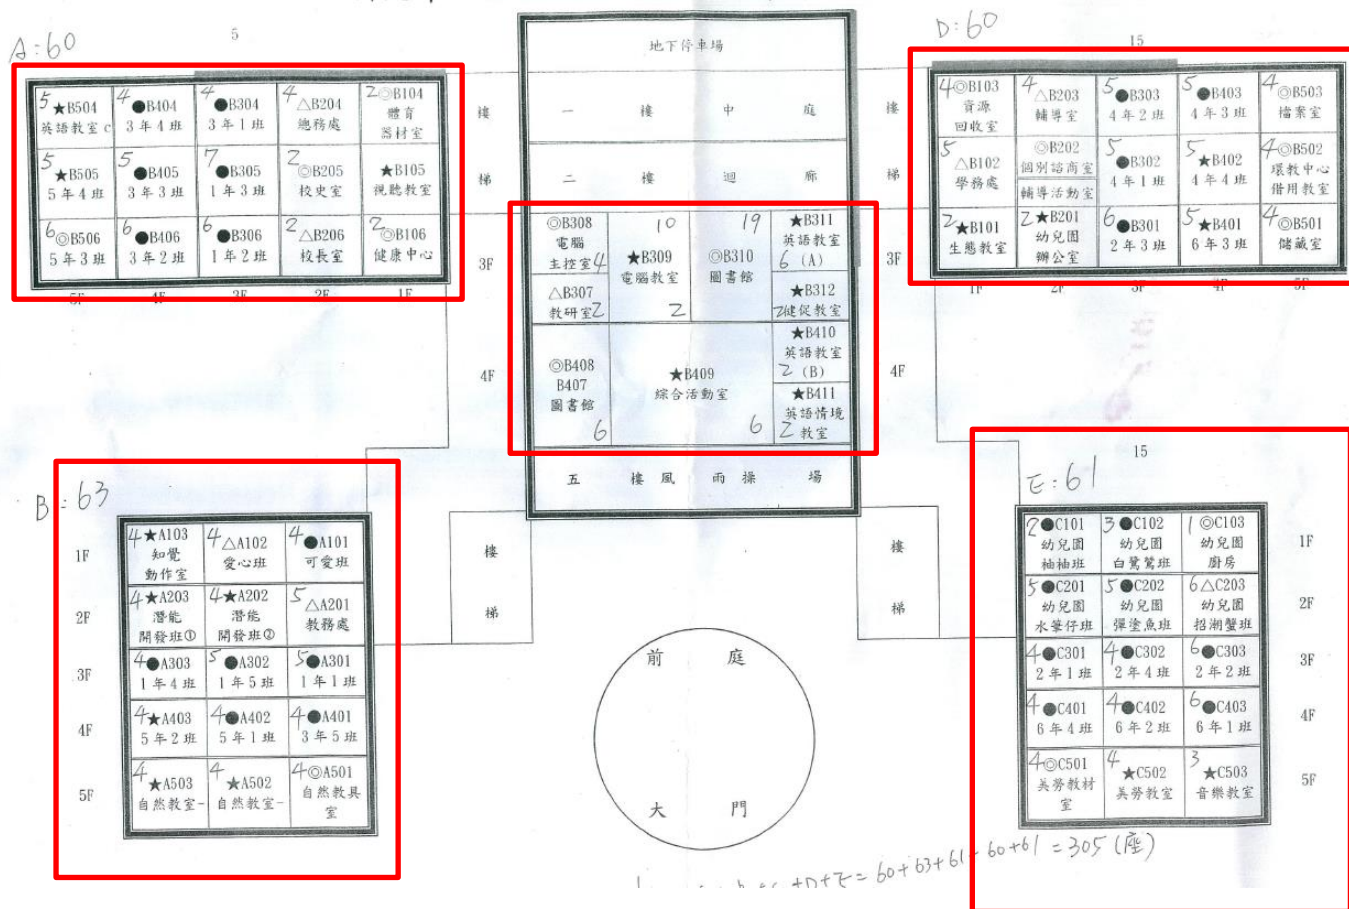 A:60
5
5 ★B504
英語教室 c
4 ●B404
3 年 4 班
4 ●B304
3 年 1 班
4 △B204
總務處
2 ◎B104
體育
器材室
5 ★B505
5 年 4 班
5 ●B405
3 年 3 班
7 ●B305
1 年 3 班
2 ◎B205
校史室
★B105
視聽教室
6 ◎B506
5 年 3 班
6 ●B406
3 年 2 班
6 ●B306
1 年 2 班
2 △B206
校長室
2 ◎B106
健康中心
5F 4F 3F 2F 1F
樓
梯
3F
4F
地下停車場
一 樓 中 庭
二 樓 迴 廊
◎B308
電腦
主控室 4
△B307
教研室 2
10
★B309
電腦教室
2
19
◎B310
圖書館
★B311
英語教室
6 (A)
★B312
2 健促教室
◎B408
B407
圖書館
6
★B409
綜合活動室
6
★B410
英語教室
2 (B)
★B411
英語情境
2 教室
五 樓 風 雨 操 場
樓
梯
3F
4F
D:60
15
4 ◎B103
資源
回收室
4 △B203
輔導室
5 ●B303
4 年 2 班
5 ●B403
4 年 3 班
4 ◎B503
檔案室
5 △B102
學務處
◎B202
個別諮商室
輔導活動室
5 ●B302
4 年 1 班
5 ★B402
4 年 4 班
4 ◎B502
環教中心
借用教室
2 ★B101
生態教室
2 ★B201
幼兒園
辦公室
6 ●B301
2 年 3 班
5 ★B401
6 年 3 班
4 ◎B501
儲藏室
1F 2F 3F 4F 5F
B:63
1F
4 ★A103
知覺
動作室
4 △A102
愛心班
4 ●A101
可愛班
2F
4 ★A203
潛能
開發班①
4 ★A202
潛能
開發班②
5 △A201
教務處
3F
4 ●A303
1 年 4 班
5 ●A302
1 年 5 班
5 ●A301
1 年 1 班
4F
4 ★A403
5 年 2 班
4 ●A402
5 年 1 班
4 ●A401
3 年 5 班
5F
4 ★A503
自然教室-
4 ★A502
自然教室-
4 ◎A501
自然教具
室
樓
梯
前 庭
大 門
樓
梯
15
E:61
2 ●C101
幼兒園
袖袖班
3 ●C102
幼兒園
白鷺鷥班
1 ◎C103
幼兒園
廚房
1F
5 ●C201
幼兒園
水筆仔班
5 ●C202
幼兒園
彈塗魚班
6 △C203
幼兒園
招潮蟹班
2F
4 ●C301
2 年 1 班
4 ●C302
2 年 4 班
6 ●C303
2 年 2 班
3F
4 ●C401
6 年 4 班
4 ●C402
6 年 2 班
6 ●C403
6 年 1 班
4F
4 ◎C501
美勞教材
室
4 ★C502
美勞教室
3 ★C503
音樂教室
5F
+D+E=60+63+61+60+61=305(座)